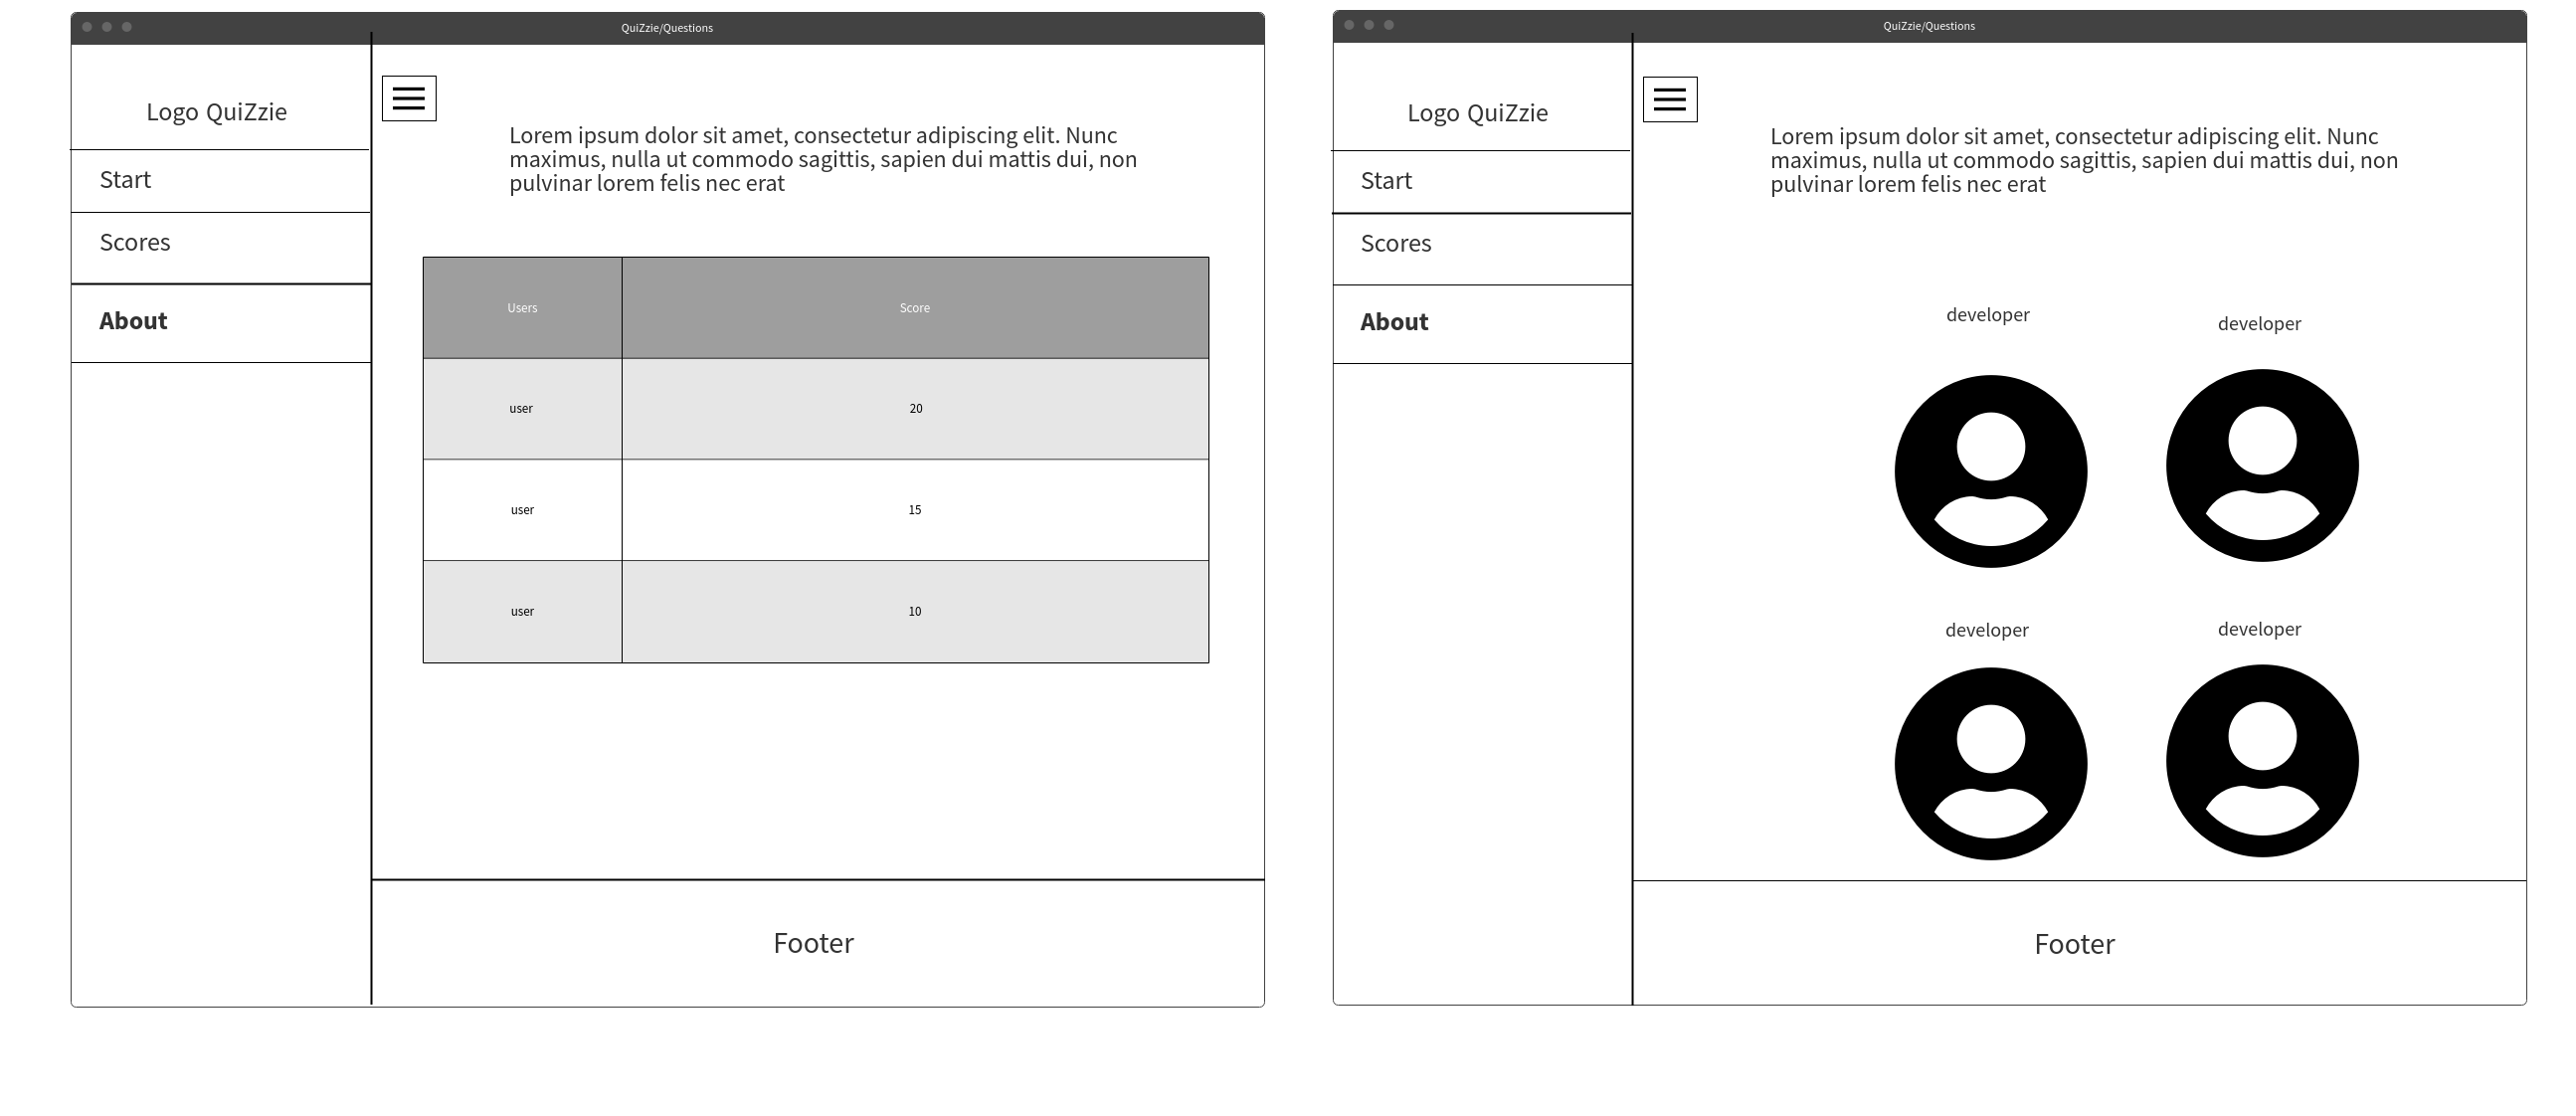 QuiZzie/Questions
Logo QuiZzie
Start
Scores
About
Lorem ipsum dolor sit amet, consectetur adipiscing elit. Nunc
maximus, nulla ut commodo sagittis, sapien dui mattis dui, non
pulvinar lorem felis nec erat
Users Score
user 20
user 15
user 10
Footer
QuiZzie/Questions
Logo QuiZzie
Start
Scores
About
Lorem ipsum dolor sit amet, consectetur adipiscing elit. Nunc
maximus, nulla ut commodo sagittis, sapien dui mattis dui, non
pulvinar lorem felis nec erat
developer developer
developer developer
Footer